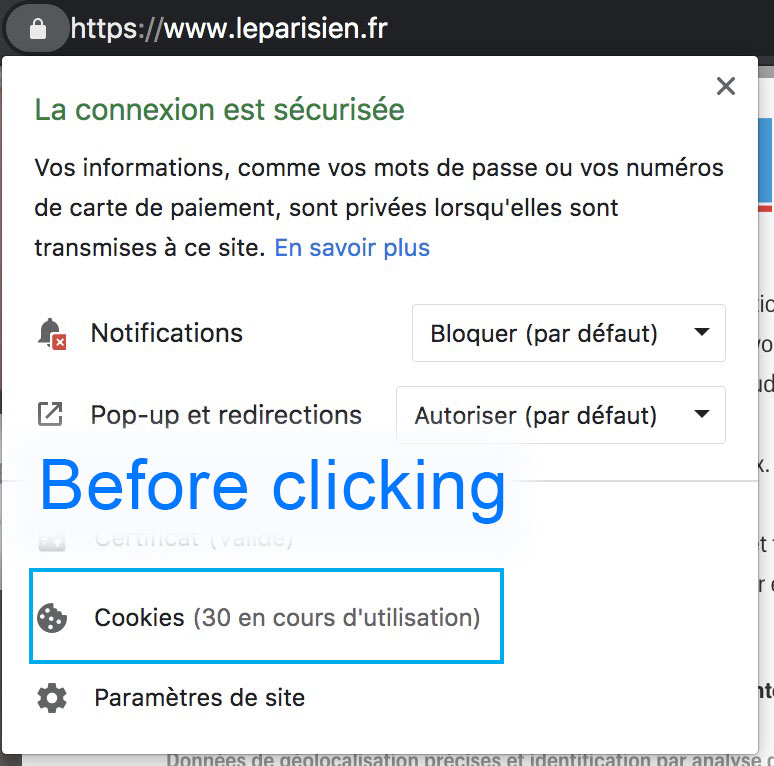 https://www.leparisien.fr
La connexion est sécurisée
Vos informations, comme vos mots de passe ou vos numéros
de carte de paiement, sont privées lorsqu'elles sont
transmises à ce site. En savoir plus
Notifications Bloquer (par défaut)
Pop-up et redirections Autoriser (par défaut)
Before clicking
Certificat (Valide)
Cookies (30 en cours d'utilisation)
Paramètres de site
Données de géolocalisation précises et identification par analyse